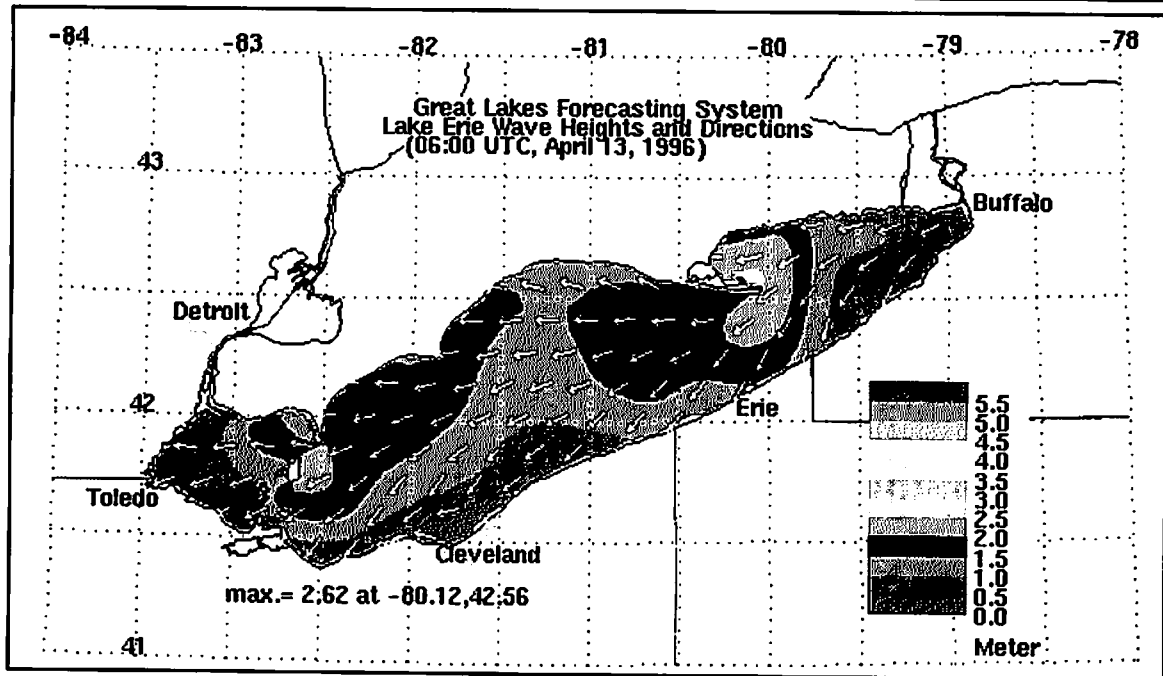 -84 -83 -82 -81 -80 -79 -78
Great Lakes Forecasting System
Lake Erie Wave Heights and Directions
(06:00 UTC, April 13, 1996)
43
Buffalo
Detroit
42
Erie
5.5
5.0
4.5
4.0
3.5
3.0
2.5
2.0
1.5
1.0
0.5
0.0
Toledo
Cleveland
max.= 2.62 at -80.12,42.56
41
Meter